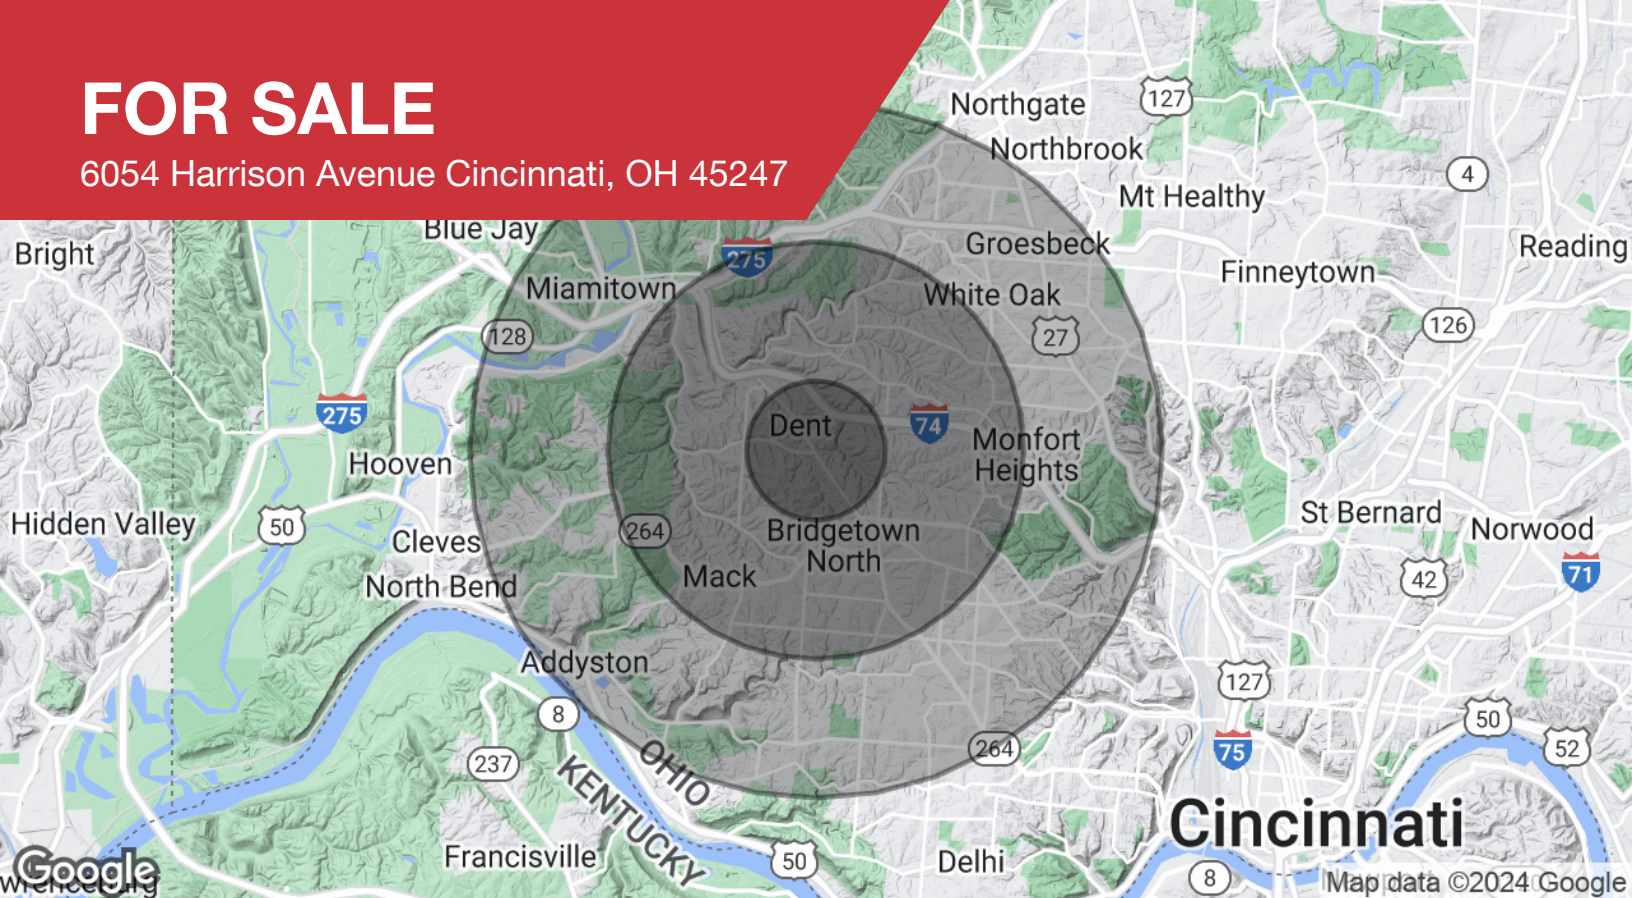 FOR SALE
6054 Harrison Avenue Cincinnati, OH 45247
Northgate
127
Northbrook
4
Mt Healthy
Blue Jay
Bright
Groesbeck
Reading
275
Finneytown
Miamitown
White Oak
128
27
126
275
Dent
74
Monfort
Heights
Hooven
St Bernard
Hidden Valley
50
264
Bridgetown
North
Norwood
Cleves
Mack
42
71
North Bend
Addyston
127
8
50
264
75
52
237
OHIO
KENTUCKY
Cincinnati
Francisville
50
Delhi
8
Google
Map data ©2024 Google